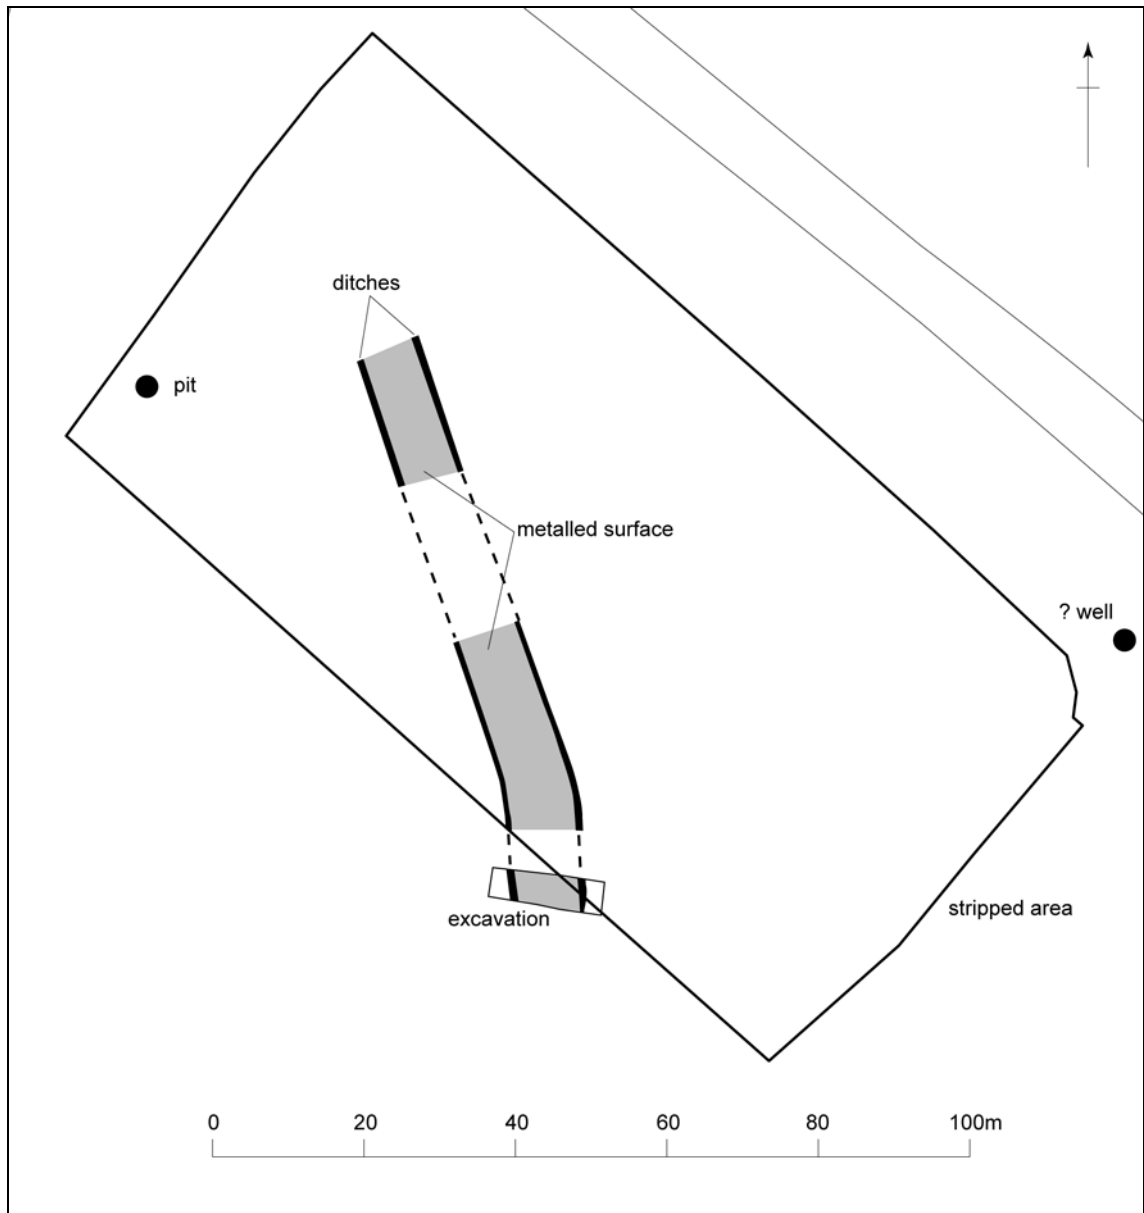 ditches
pit
metalled surface
? well
stripped area
excavation
0 20 40 60 80 100m